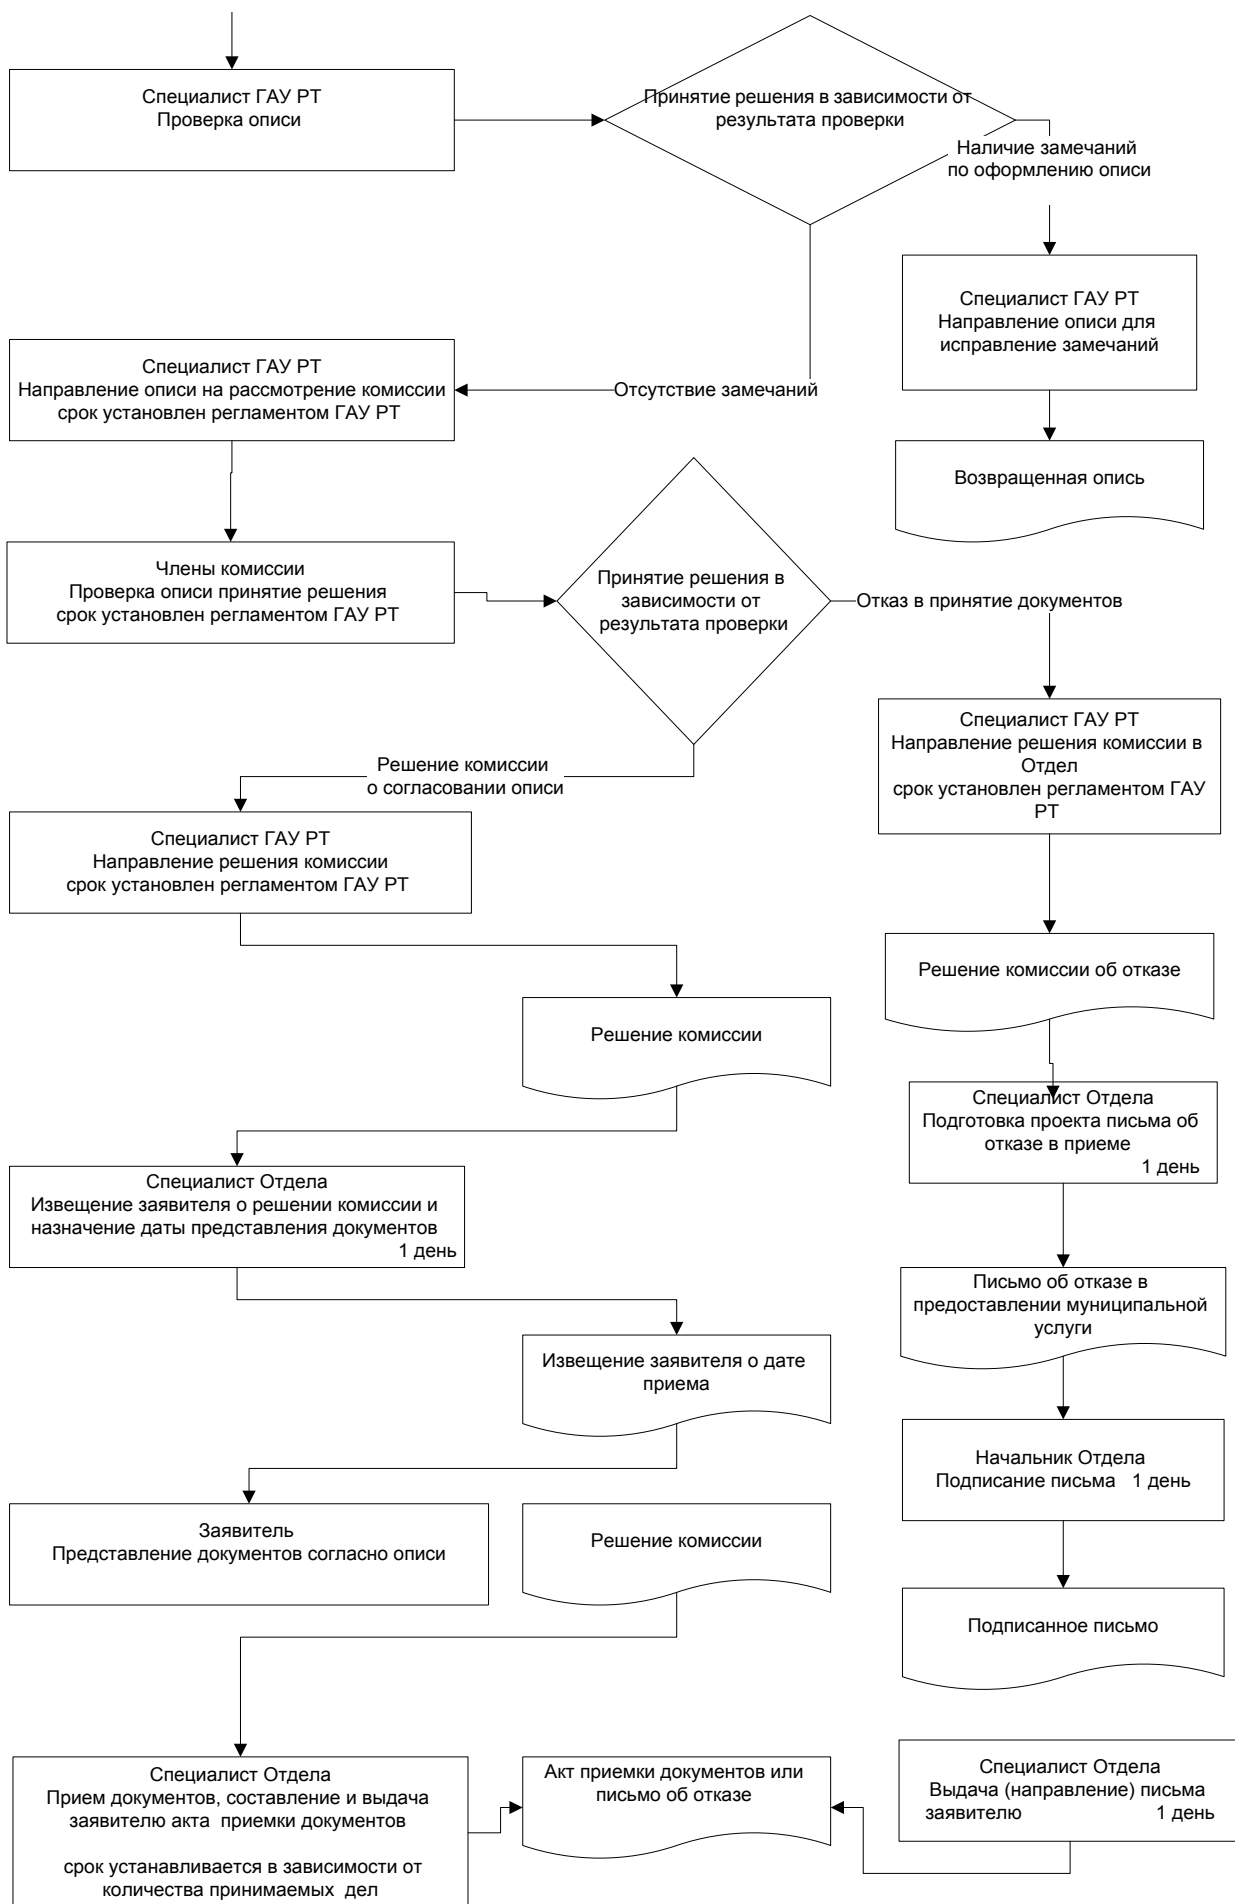 Специалист ГАУ РТ
Проверка описи
Принятие решения в зависимости от
результата проверки
Наличие замечаний
по оформлению описи
Специалист ГАУ РТ
Направление описи для
исправление замечаний
Специалист ГАУ РТ
Направление описи на рассмотрение комиссии
срок установлен регламентом ГАУ РТ
Отсутствие замечаний
Возвращенная опись
Члены комиссии
Проверка описи принятие решения
срок установлен регламентом ГАУ РТ
Принятие решения в
зависимости от
результата проверки
Отказ в принятие документов
Специалист ГАУ РТ
Направление решения комиссии в
Отдел
срок установлен регламентом ГАУ
РТ
Решение комиссии
о согласовании описи
Специалист ГАУ РТ
Направление решения комиссии
срок установлен регламентом ГАУ РТ
Решение комиссии об отказе
Решение комиссии
Специалист Отдела
Подготовка проекта письма об
отказе в приеме
1 день
Специалист Отдела
Извещение заявителя о решении комиссии и
назначение даты представления документов
1 день
Письмо об отказе в
предоставлении муниципальной
услуги
Извещение заявителя о дате
приема
Начальник Отдела
Подписание письма 1 день
Заявитель
Представление документов согласно описи
Решение комиссии
Подписанное письмо
Специалист Отдела
Прием документов, составление и выдача
заявителю акта приемки документов
срок устанавливается в зависимости от
количества принимаемых дел
Акт приемки документов или
письмо об отказе
Специалист Отдела
Выдача (направление) письма
заявителю 1 день